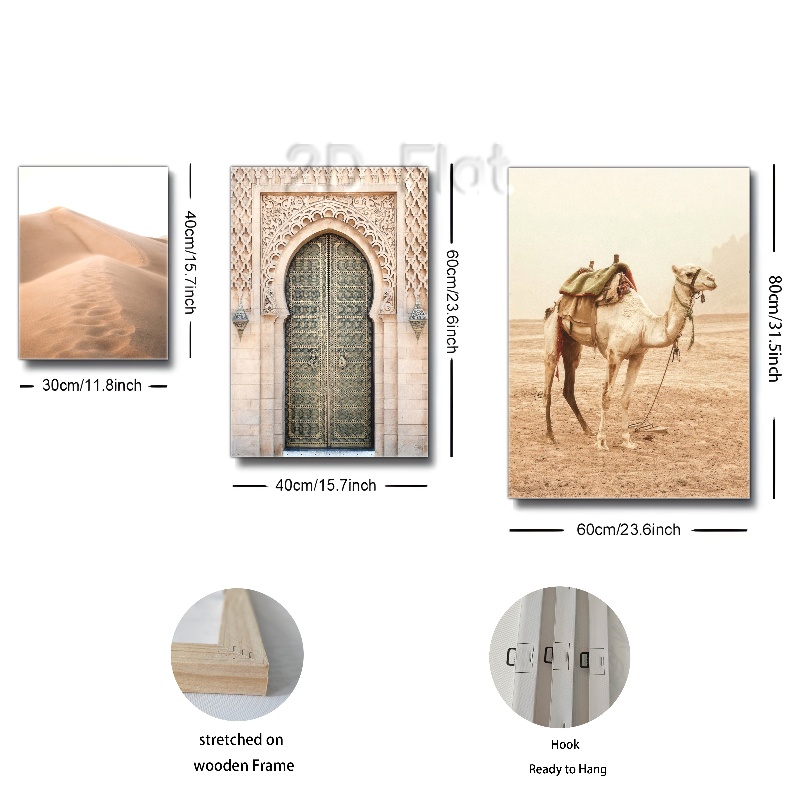 2D Flat
40cm/15.7inch
30cm/11.8inch
60cm/23.6inch
40cm/15.7inch
80cm/31.5inch
60cm/23.6inch
stretched on
wooden Frame
Hook
Ready to Hang